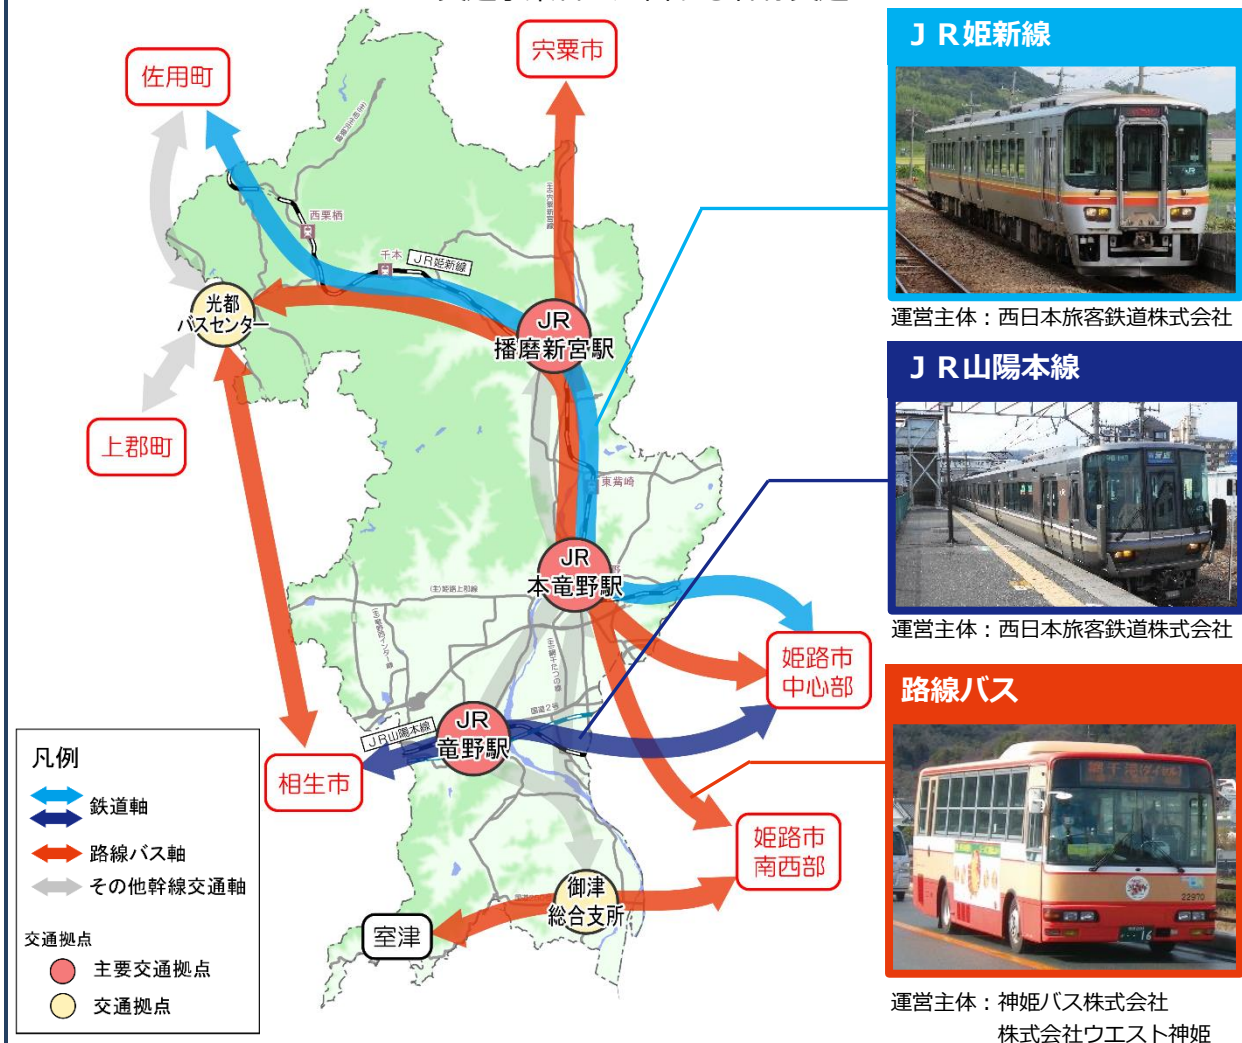 佐用町
宍粟市
西栗栖
千本
JR姫新線
光都
バスセンター
JR
播磨新宮駅
上郡町
東觜崎
JR
本竜野駅
姫路市
中心部
国道2号
JR山陽本線
JR
竜野駅
相生市
姫路市
南西部
御津
総合支所
室津
凡例
鉄道軸
路線バス軸
その他幹線交通軸
交通拠点
主要交通拠点
交通拠点
JR姫新線
運営主体：西日本旅客鉄道株式会社
JR山陽本線
運営主体：西日本旅客鉄道株式会社
路線バス
22970
16
運営主体：神姫バス株式会社
株式会社ウエスト神姫